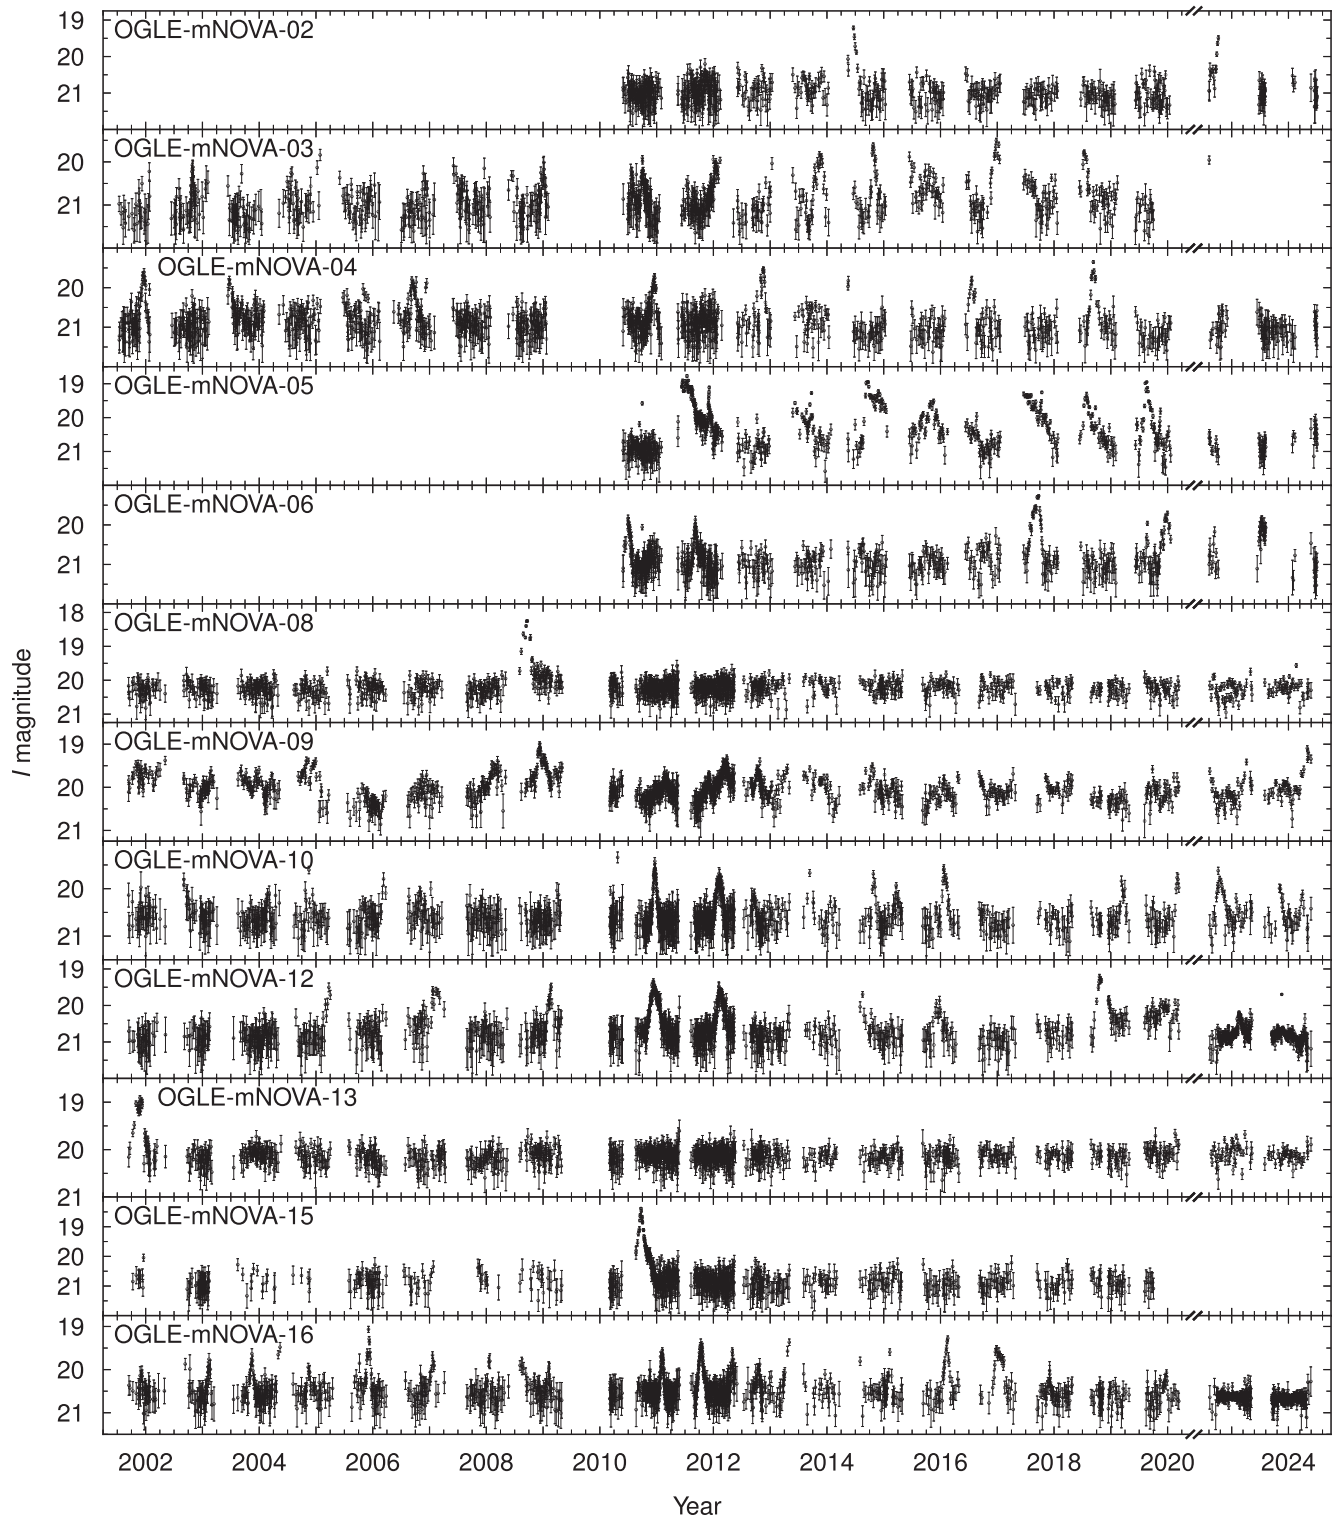 19
20
21
OGLE-mNOVA-02
20
21
OGLE-mNOVA-03
20
21
OGLE-mNOVA-04
19
20
21
OGLE-mNOVA-05
20
21
OGLE-mNOVA-06
18
19
20
21
OGLE-mNOVA-08
19
20
21
OGLE-mNOVA-09
20
21
OGLE-mNOVA-10
19
20
21
OGLE-mNOVA-12
19
20
21
OGLE-mNOVA-13
19
20
21
OGLE-mNOVA-15
19
20
21
OGLE-mNOVA-16
I magnitude
2002 2004 2006 2008 2010 2012 2014 2016 2018 2020 2024
Year